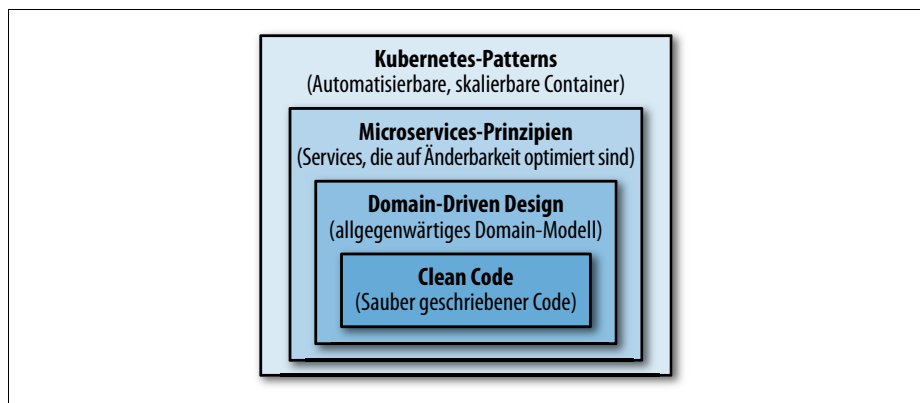 Kubernetes-Patterns
(Automatisierbare, skalierbare Container)
Microservices-Prinzipien
(Services, die auf Änderbarkeit optimiert sind)
Domain-Driven Design
(allgegenwärtiges Domain-Modell)
Clean Code
(Sauber geschriebener Code)